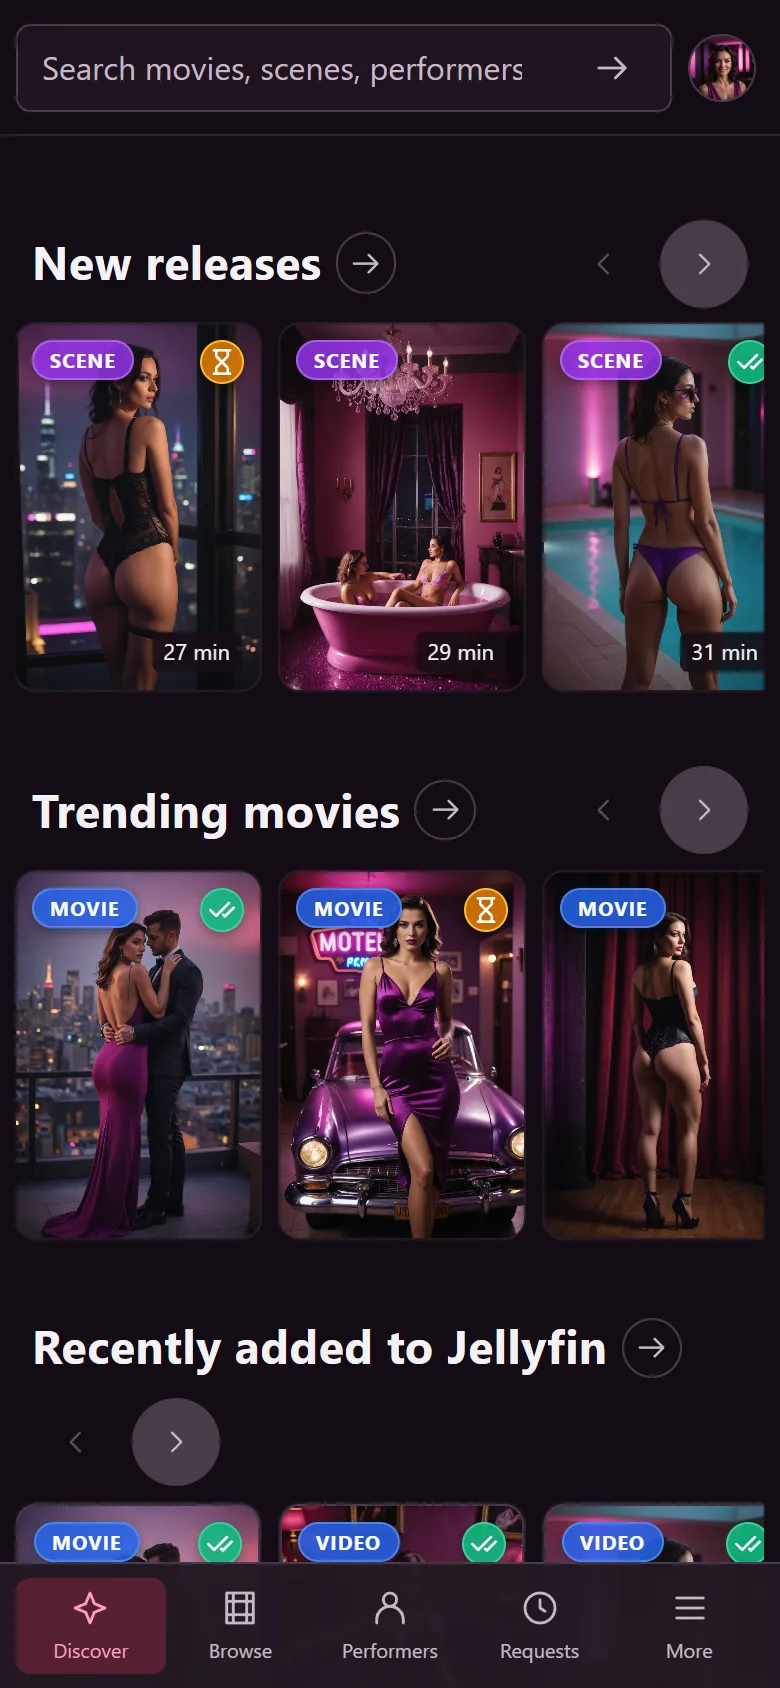 Search movies, scenes, performers
New releases
SCENE
SCENE
SCENE
27 min
29 min
31 min
Trending movies
MOVIE
MOVIE
MOVIE
MOTEL
Recently added to Jellyfin
MOVIE
VIDEO
VIDEO
Discover
Browse
Performers
Requests
More